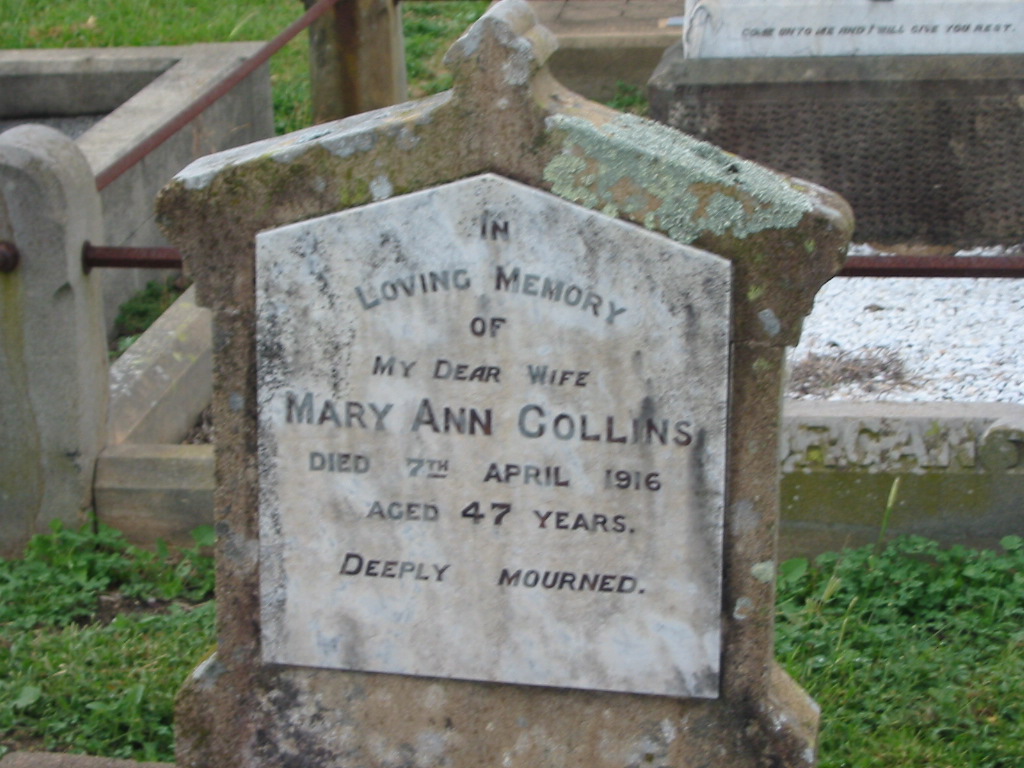 COME UNTO ME AND I WILL GIVE YOU REST.
IN
LOVING MEMORY
OF
MY DEAR WIFE
MARY ANN COLLINS
DIED 7TH APRIL 1916
AGED 47 YEARS.
DEEPLY MOURNED.